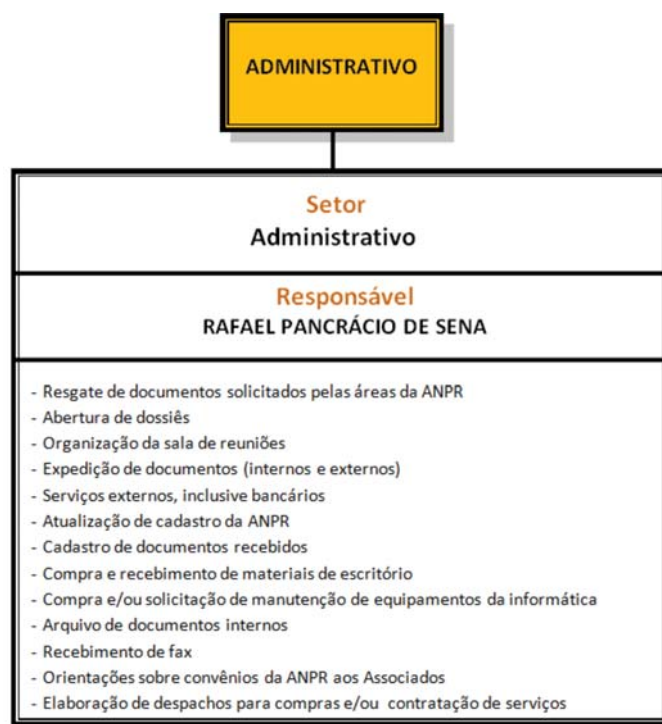 ADMINISTRATIVO
Setor
Administrativo
Responsável
RAFAEL PANCRÁCIO DE SENA
- Resgate de documentos solicitados pelas áreas da ANPR
- Abertura de dossiês
- Organização da sala de reuniões
- Expedição de documentos (internos e externos)
- Serviços externos, inclusive bancários
- Atualização de cadastro da ANPR
- Cadastro de documentos recebidos
- Compra e recebimento de materiais de escritório
- Compra e/ou solicitação de manutenção de equipamentos da informática
- Arquivo de documentos internos
- Recebimento de fax
- Orientações sobre convênios da ANPR aos Associados
- Elaboração de despachos para compras e/ou contratação de serviços